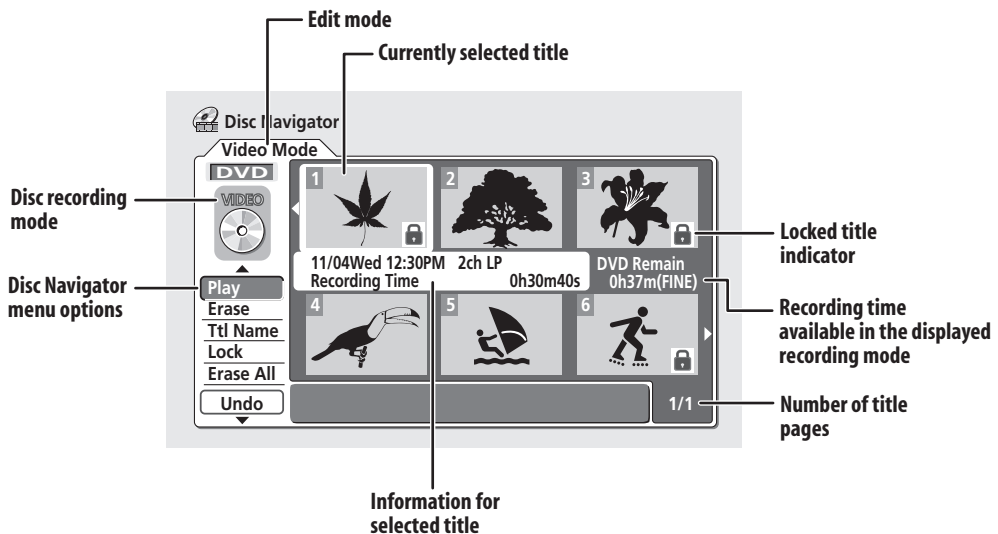 Edit mode
Currently selected title
Disc Navigator
Video Mode
DVD
VIDEO
Disc recording
mode
1
2
3
Locked title
indicator
11/04Wed 12:30PM 2ch LP
Recording Time 0h30m40s
DVD Remain
0h37m(FINE)
Disc Navigator
menu options
Play
Erase
Ttl Name
Lock
Erase All
Undo
4
5
6
Recording time
available in the displayed
recording mode
1/1
Number of title
pages
Information for
selected title